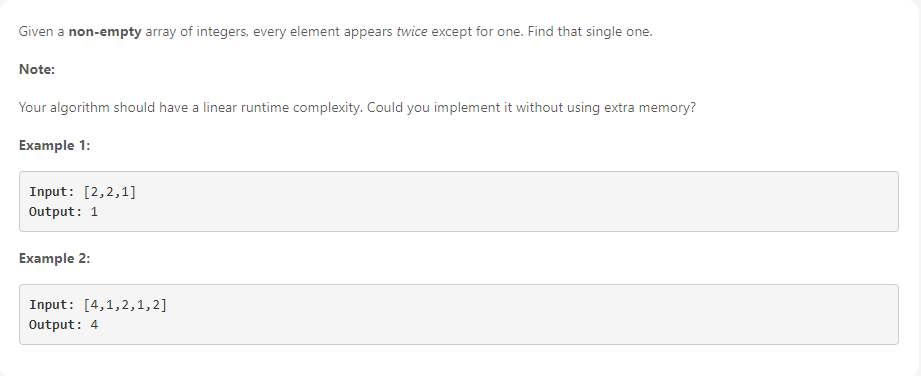 Given a non-empty array of integers, every element appears twice except for one. Find that single one.
Note:
Your algorithm should have a linear runtime complexity. Could you implement it without using extra memory?
Example 1:
Input: [2,2,1]
Output: 1
Example 2:
Input: [4,1,2,1,2]
Output: 4